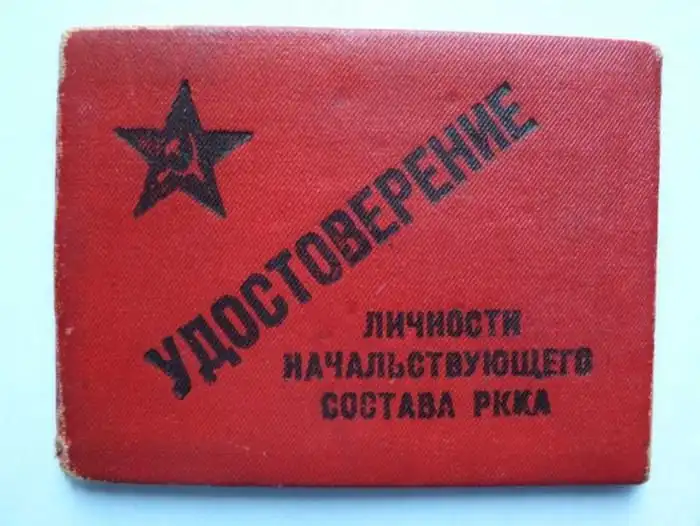 УДОСТОВЕРЕНИЕ
ЛИЧНОСТИ
НАЧАЛЬСТВУЮЩЕГО
СОСТАВА РККА